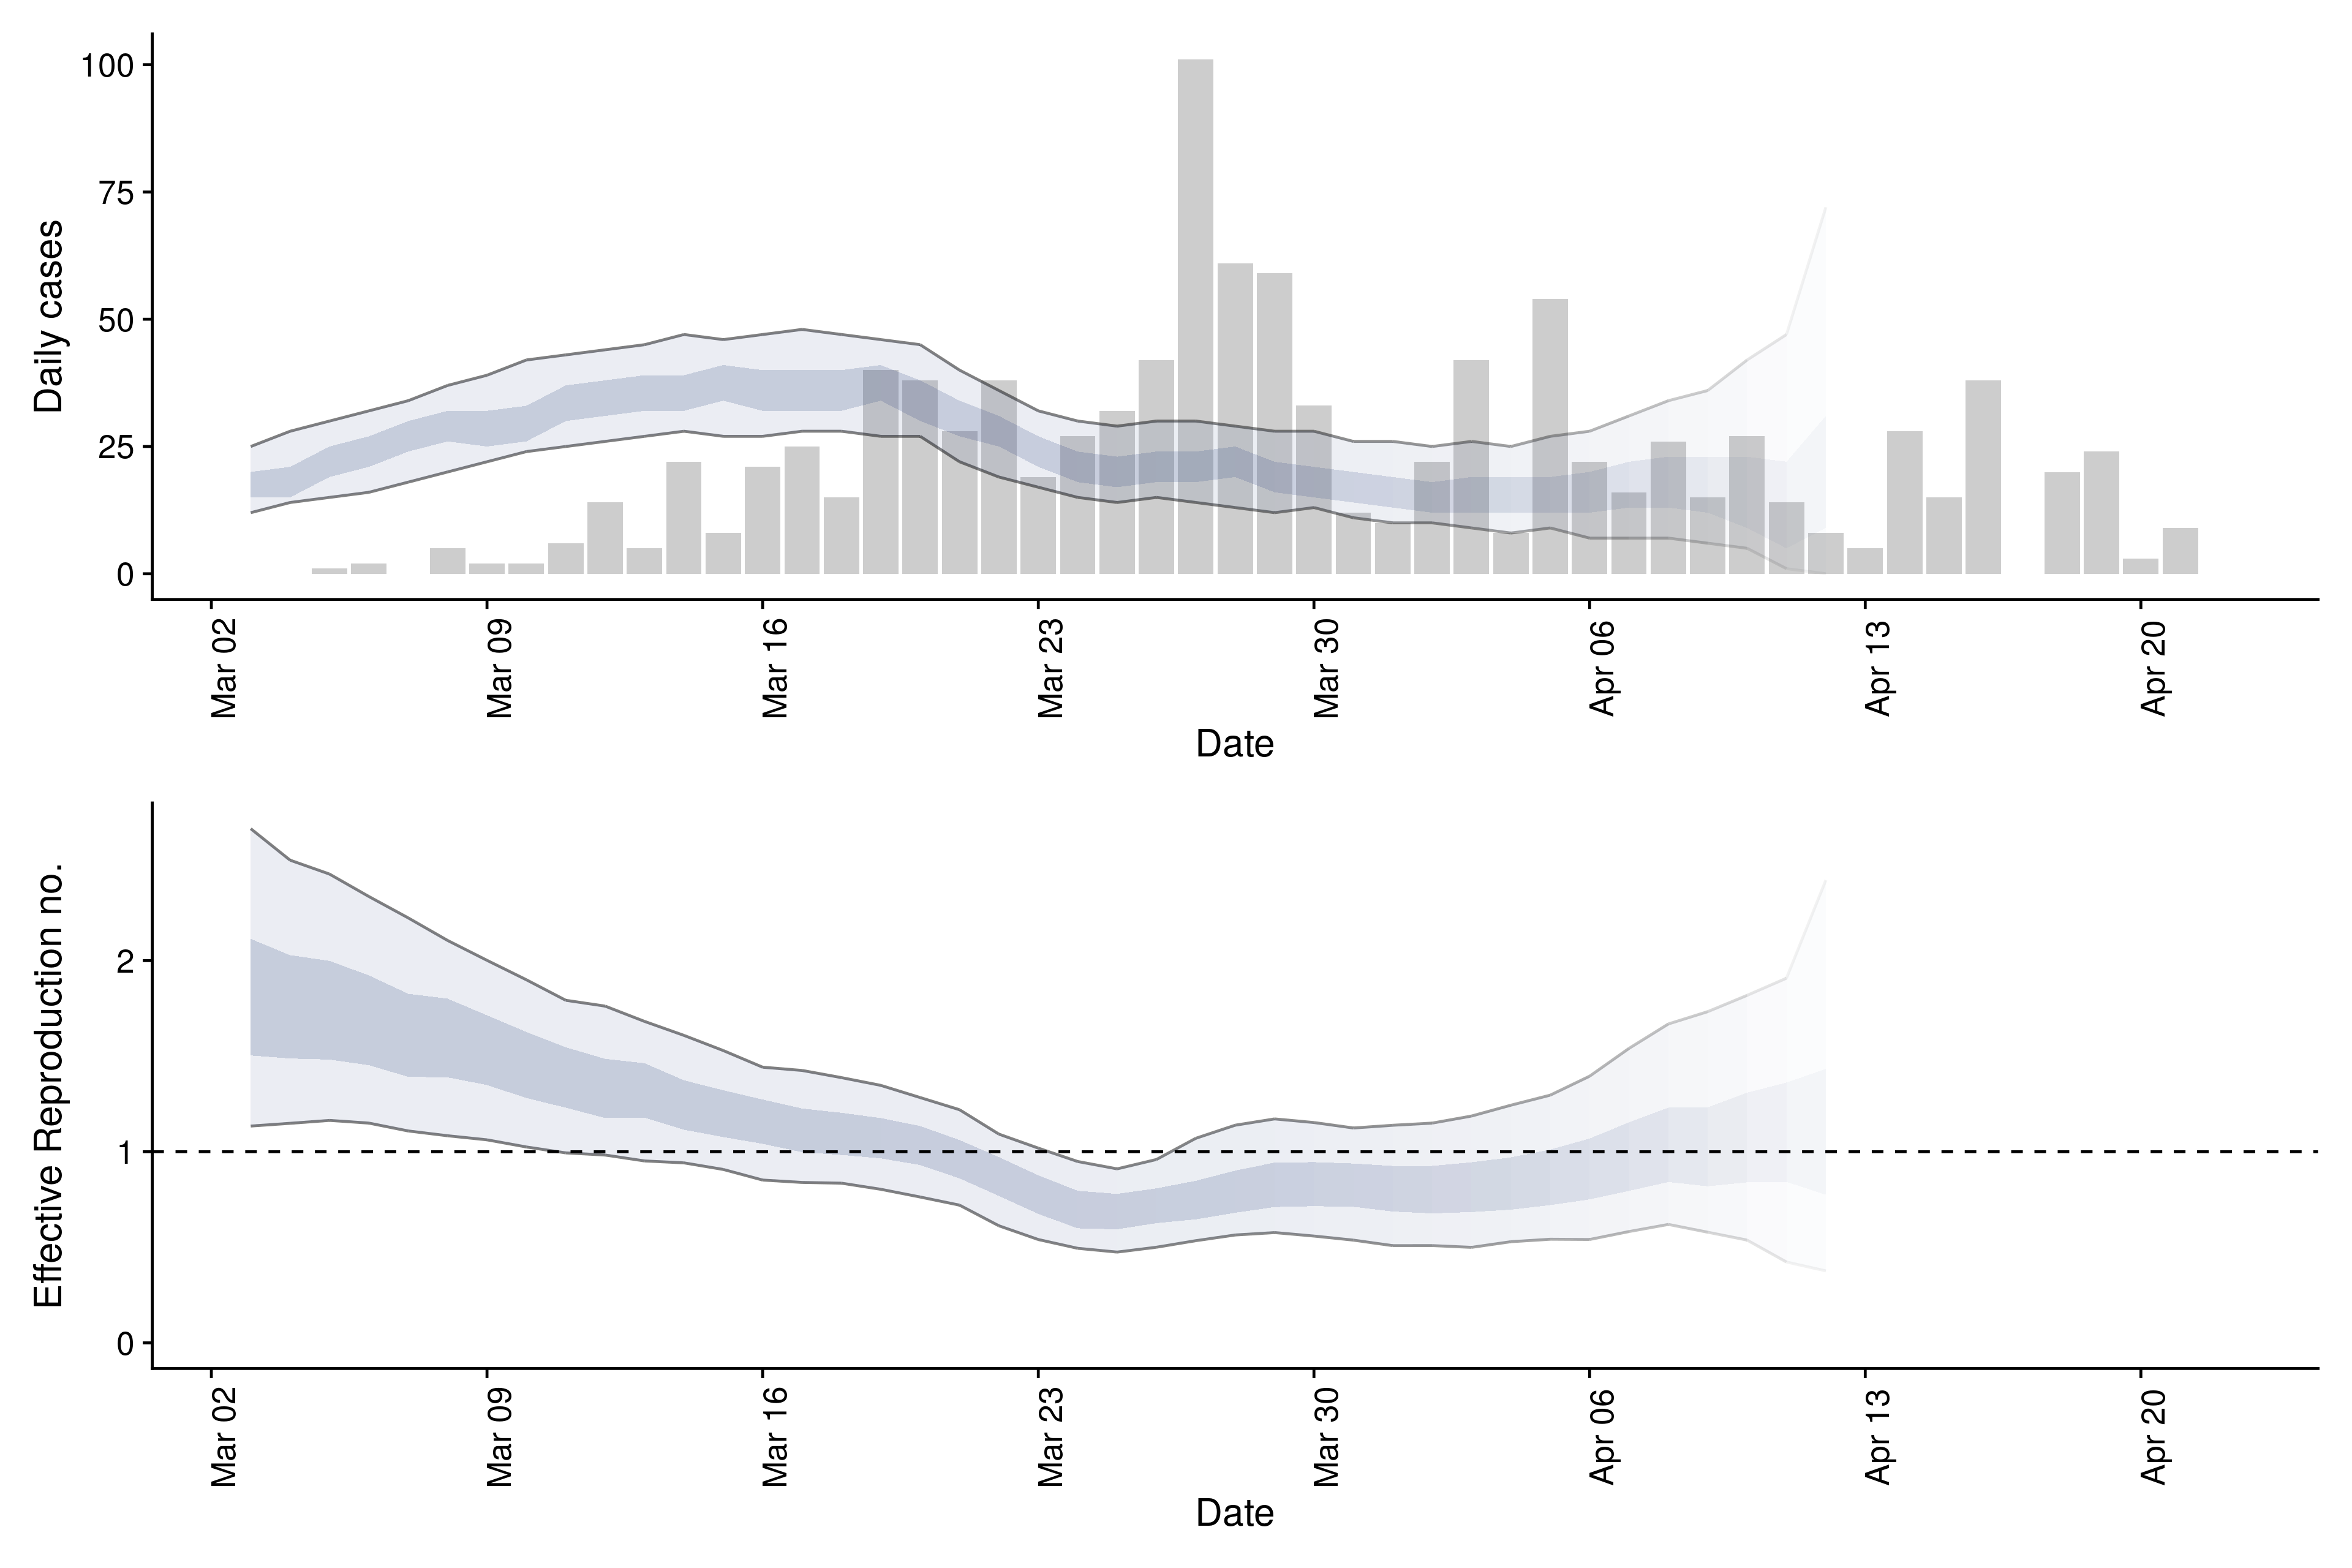 100
75
50
25
0
Daily cases
Mar 02
Mar 09
Mar 16
Mar 23
Mar 30
Apr 06
Apr 13
Apr 20
Date
2
1
0
Effective Reproduction no.
Mar 02
Mar 09
Mar 16
Mar 23
Mar 30
Apr 06
Apr 13
Apr 20
Date